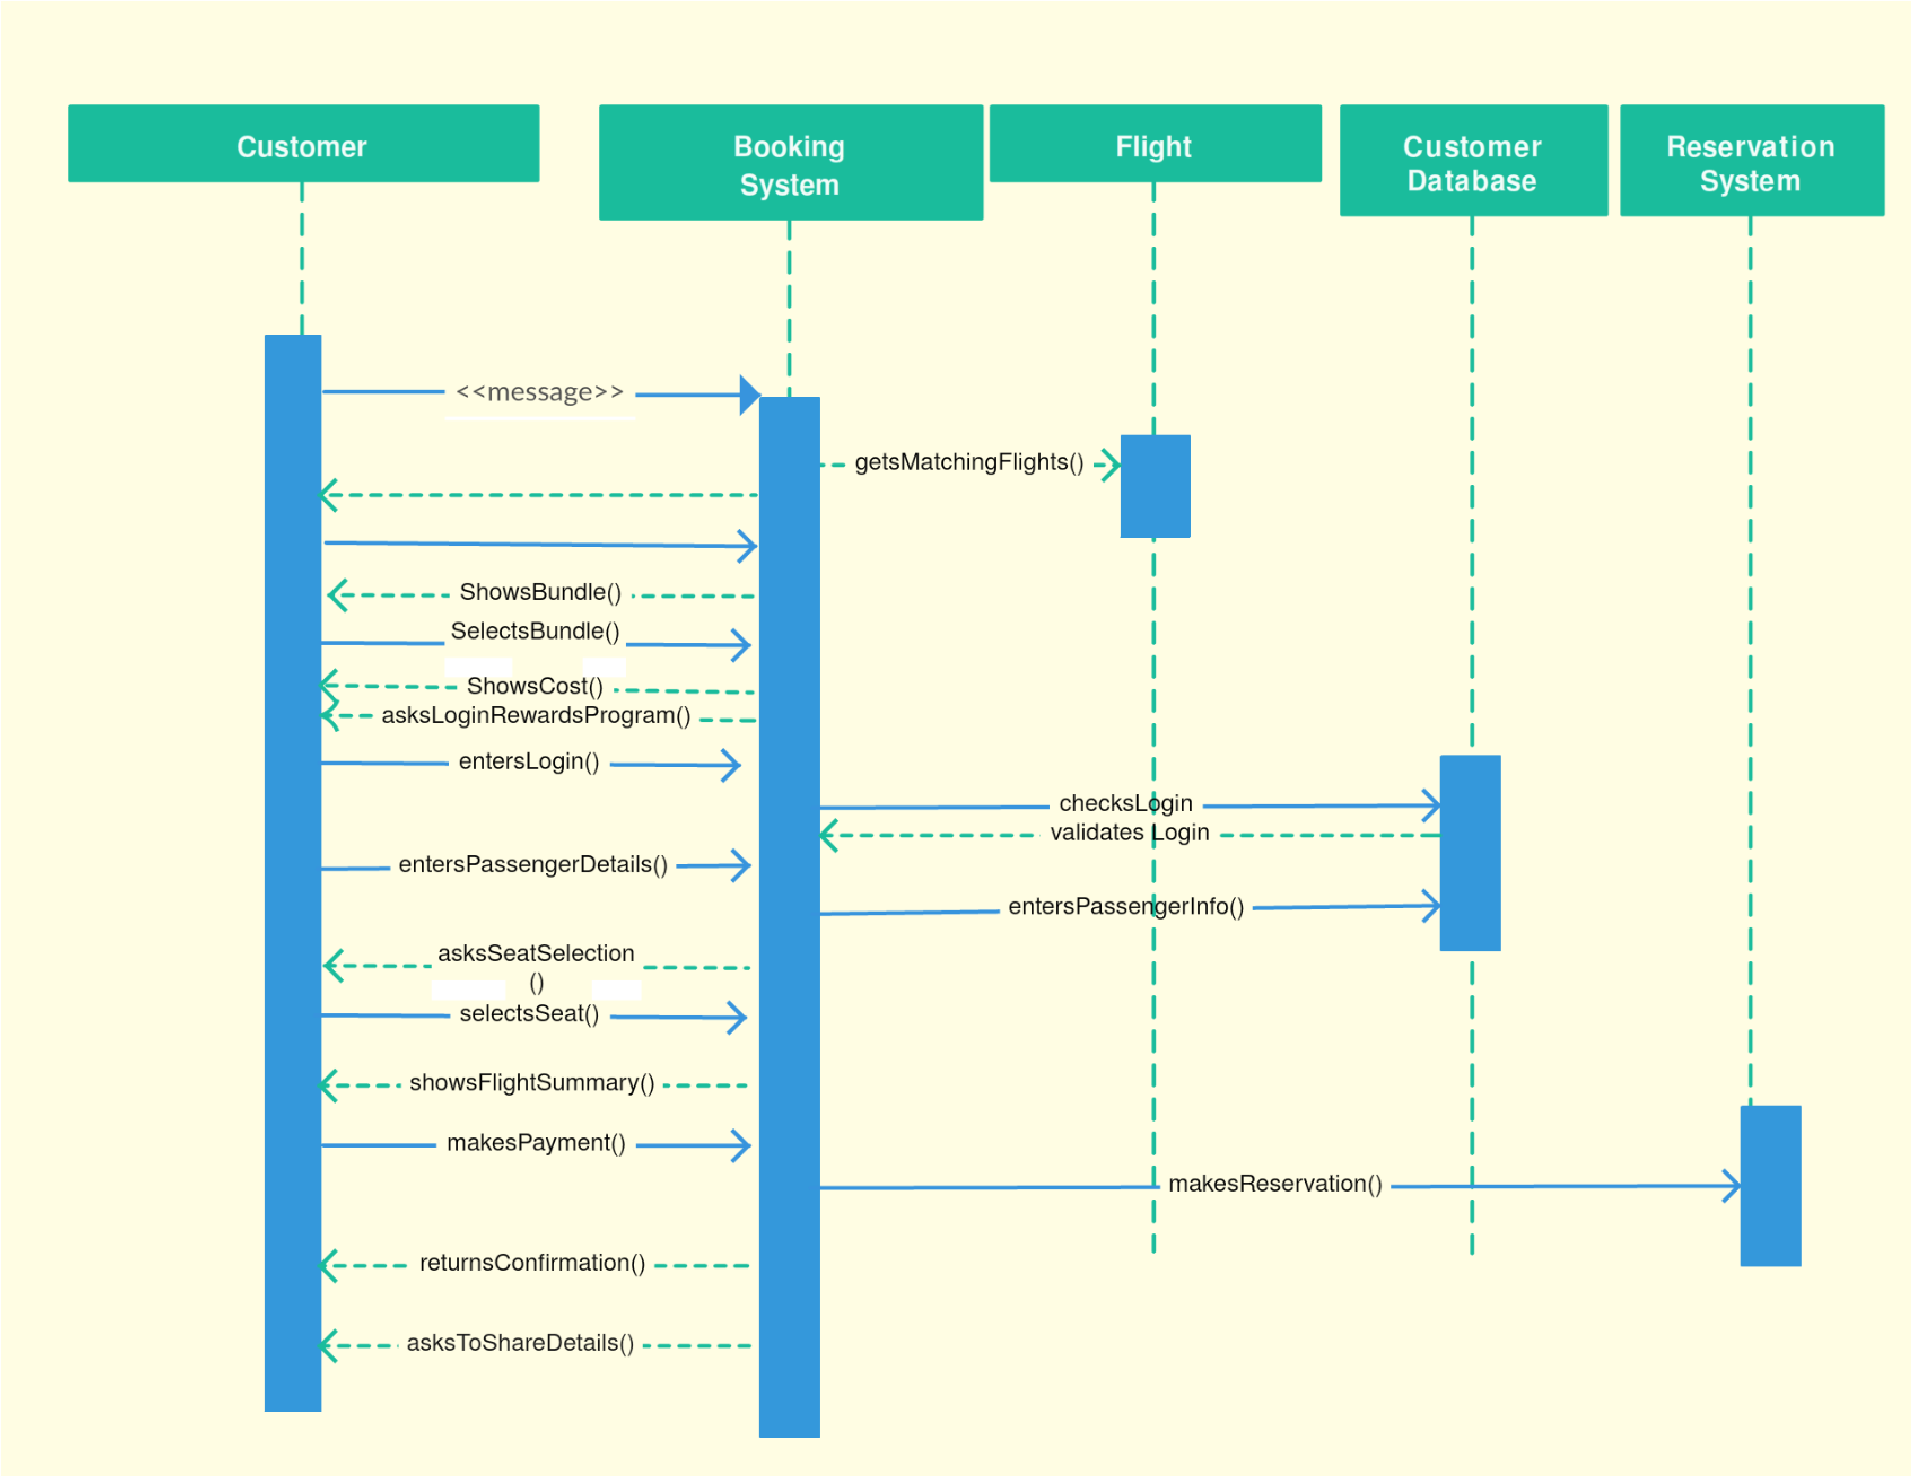 Customer
Booking
System
Flight
Customer
Database
Reservation
System
<<message>>
getsMatchingFlights()
ShowsBundle()
SelectsBundle()
ShowsCost()
asksLoginRewardsProgram()
entersLogin()
checksLogin
validates Login
entersPassengerDetails()
entersPassengerInfo()
asksSeatSelection
()
selectsSeat()
showsFlightSummary()
makesPayment()
makesReservation()
returnsConfirmation()
asksToShareDetails()